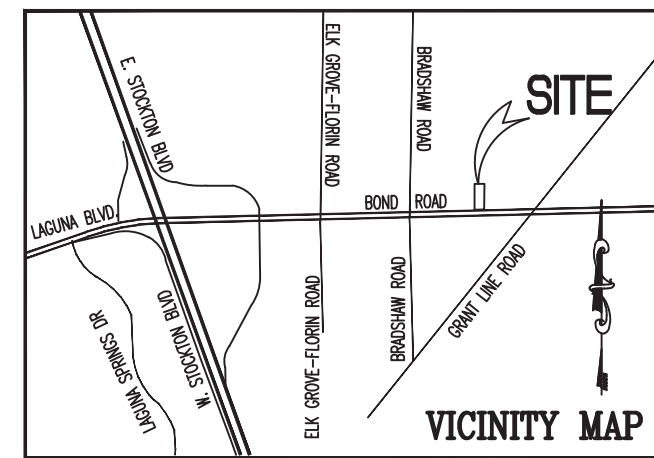 E. STOCKTON BLVD
ELK GROVE-FLORIN ROAD
BRADSHAW ROAD
SITE
LAGUNA BLVD.
BOND ROAD
LAGUNA SPRINGS DR
W. STOCKTON BLVD
ELK GROVE-FLORIN ROAD
BRADSHAW ROAD
GRANT LINE ROAD
VICINITY MAP